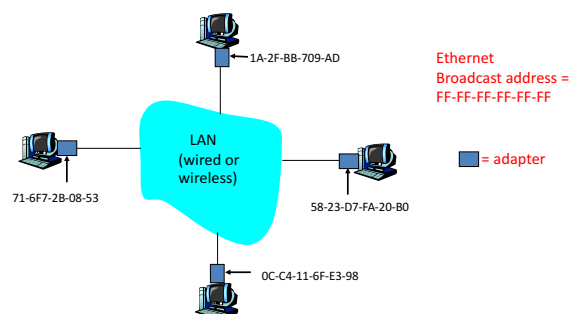 1A-2F-BB-709-AD
Ethernet
Broadcast address =
FF-FF-FF-FF-FF-FF
LAN
(wired or
wireless)
= adapter
71-6F7-2B-08-53
58-23-D7-FA-20-B0
0C-C4-11-6F-E3-98